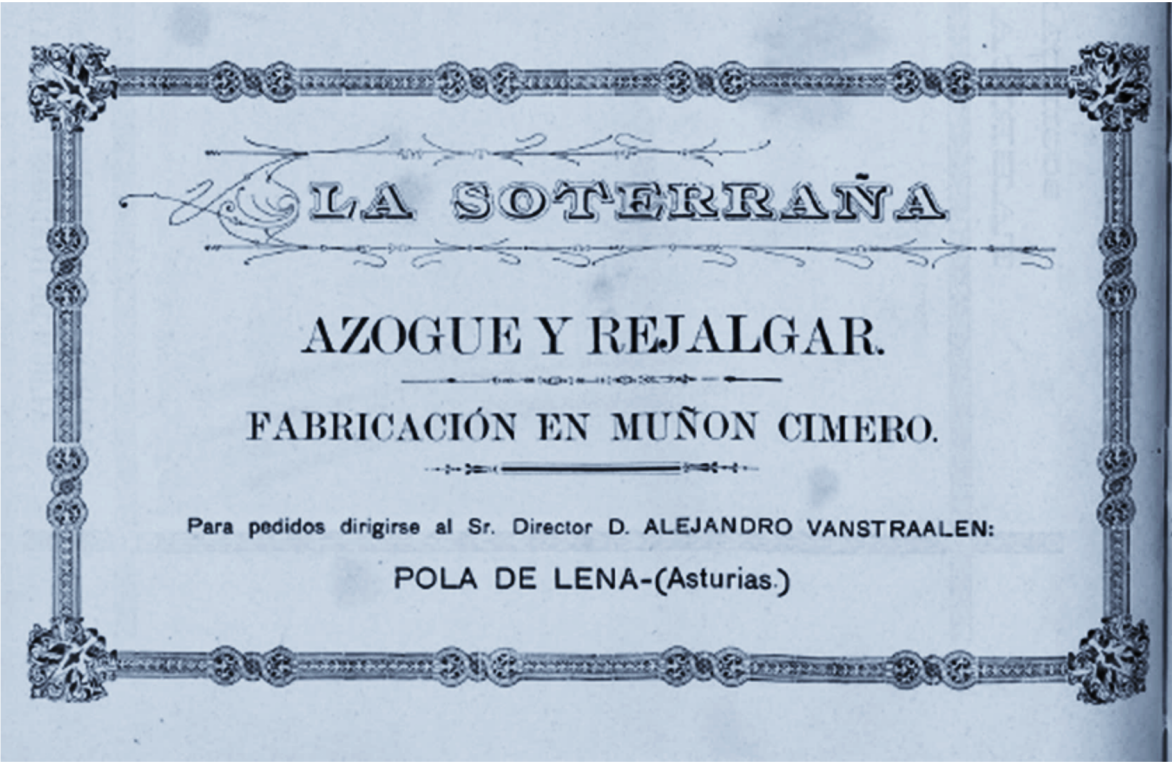 LA SOTERRAÑA
AZOGUE Y REJALGAR.
FABRICACIÓN EN MUÑON CIMERO.
Para pedidos dirigirse al Sr. Director D. ALEJANDRO VANSTRAALEN:
POLA DE LENA-(Asturias.)